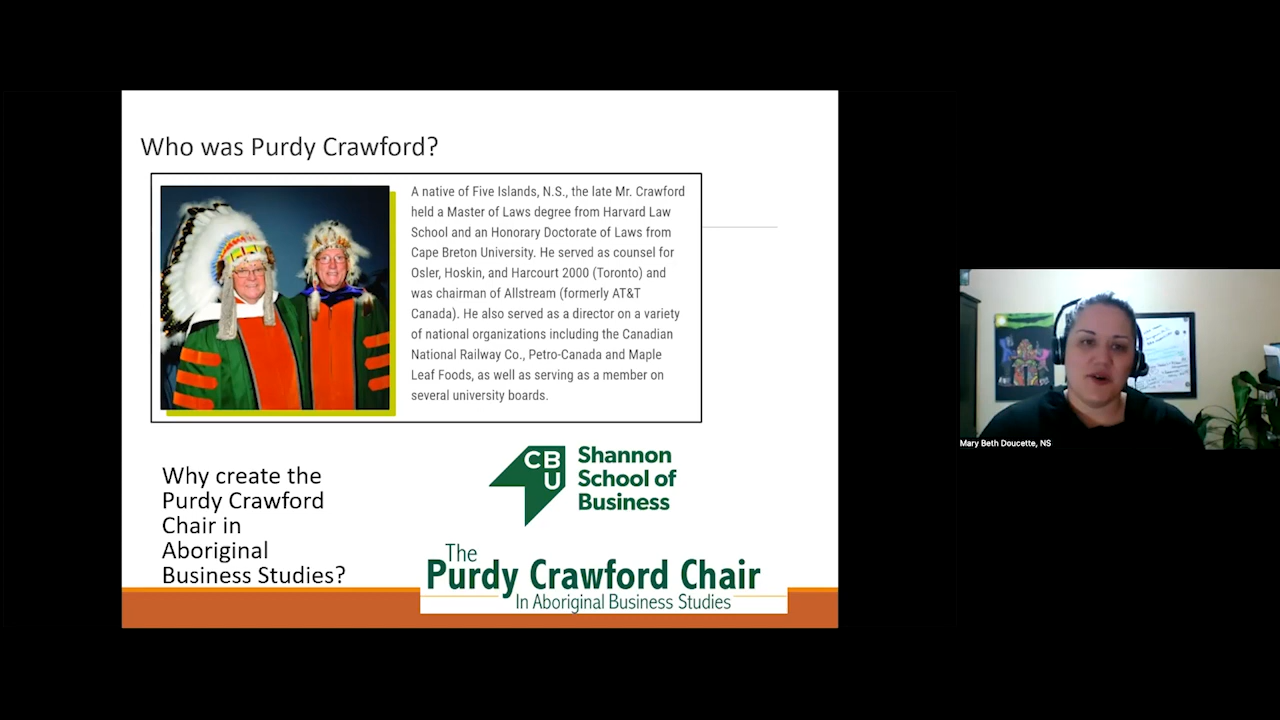 Who was Purdy Crawford?
A native of Five Islands, N.S., the late Mr. Crawford
held a Master of Laws degree from Harvard Law
School and an Honorary Doctorate of Laws from
Cape Breton University. He served as counsel for
Osler, Hoskin, and Harcourt 2000 (Toronto) and
was chairman of Allstream (formerly AT&T
Canada). He also served as a director on a variety
of national organizations including the Canadian
National Railway Co., Petro-Canada and Maple
Leaf Foods, as well as serving as a member on
several university boards.
Why create the
Purdy Crawford
Chair in
Aboriginal
Business Studies?
CB
U
Shannon
School of
Business
The
Purdy Crawford Chair
In Aboriginal Business Studies
Mary Beth Doucette, NS